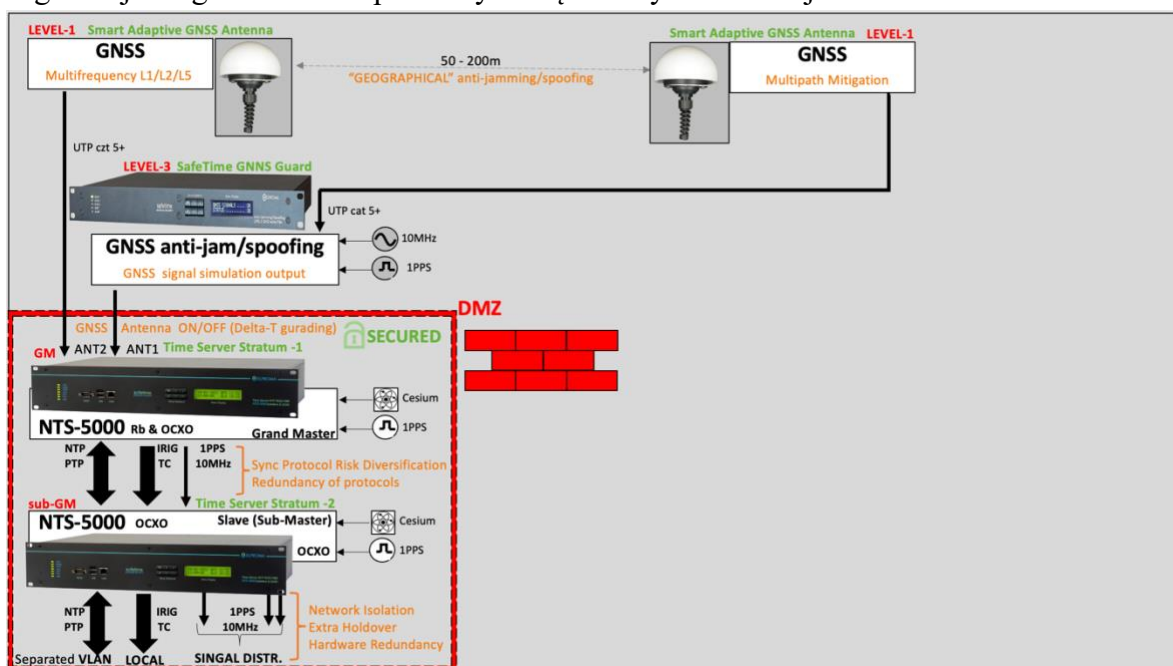 LEVEL-1 Smart Adaptive GNSS Antenna
GNSS
Multifrequency L1/L2/L5
50 - 200m
"GEOGRAPHICAL" anti-jamming/spoofing
Smart Adaptive GNSS Antenna LEVEL-1
GNSS
Multipath Mitigation
UTP czt 5+
LEVEL-3 SafeTime GNNS Guard
UTP cat 5+
GNSS anti-jam/spoofing
GNSS signal simulation output
10MHz
1PPS
DMZ
GNSS Antenna ON/OFF (Delta-T gurading)
SECURED
GM ANT2 ANT1 Time Server Stratum -1
NTS-5000 Rb & OCXO
Grand Master
Cesium
1PPS
NTP IRIG 1PPS
PTP TC 10MHz
Sync Protocol Risk Diversification
Redundancy of protocols
sub-GM Time Server Stratum -2
NTS-5000 OCXO
Slave (Sub-Master)
OCXO
Cesium
1PPS
NTP IRIG 1PPS
PTP TC 10MHz
Network Isolation
Extra Holdover
Hardware Redundancy
Separated VLAN LOCAL SINGAL DISTR.